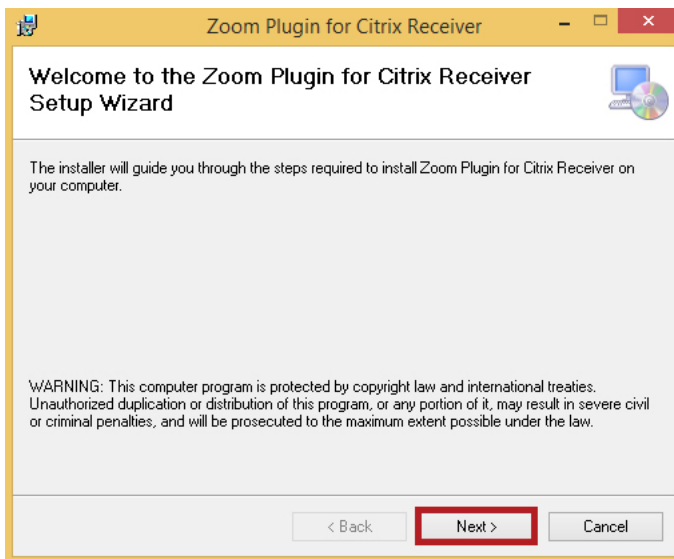 Zoom Plugin for Citrix Receiver
Welcome to the Zoom Plugin for Citrix Receiver
Setup Wizard
The installer will guide you through the steps required to install Zoom Plugin for Citrix Receiver on
your computer.
WARNING: This computer program is protected by copyright law and international treaties.
Unauthorized duplication or distribution of this program, or any portion of it, may result in severe civil
or criminal penalties, and will be prosecuted to the maximum extent possible under the law.
< Back Next > Cancel